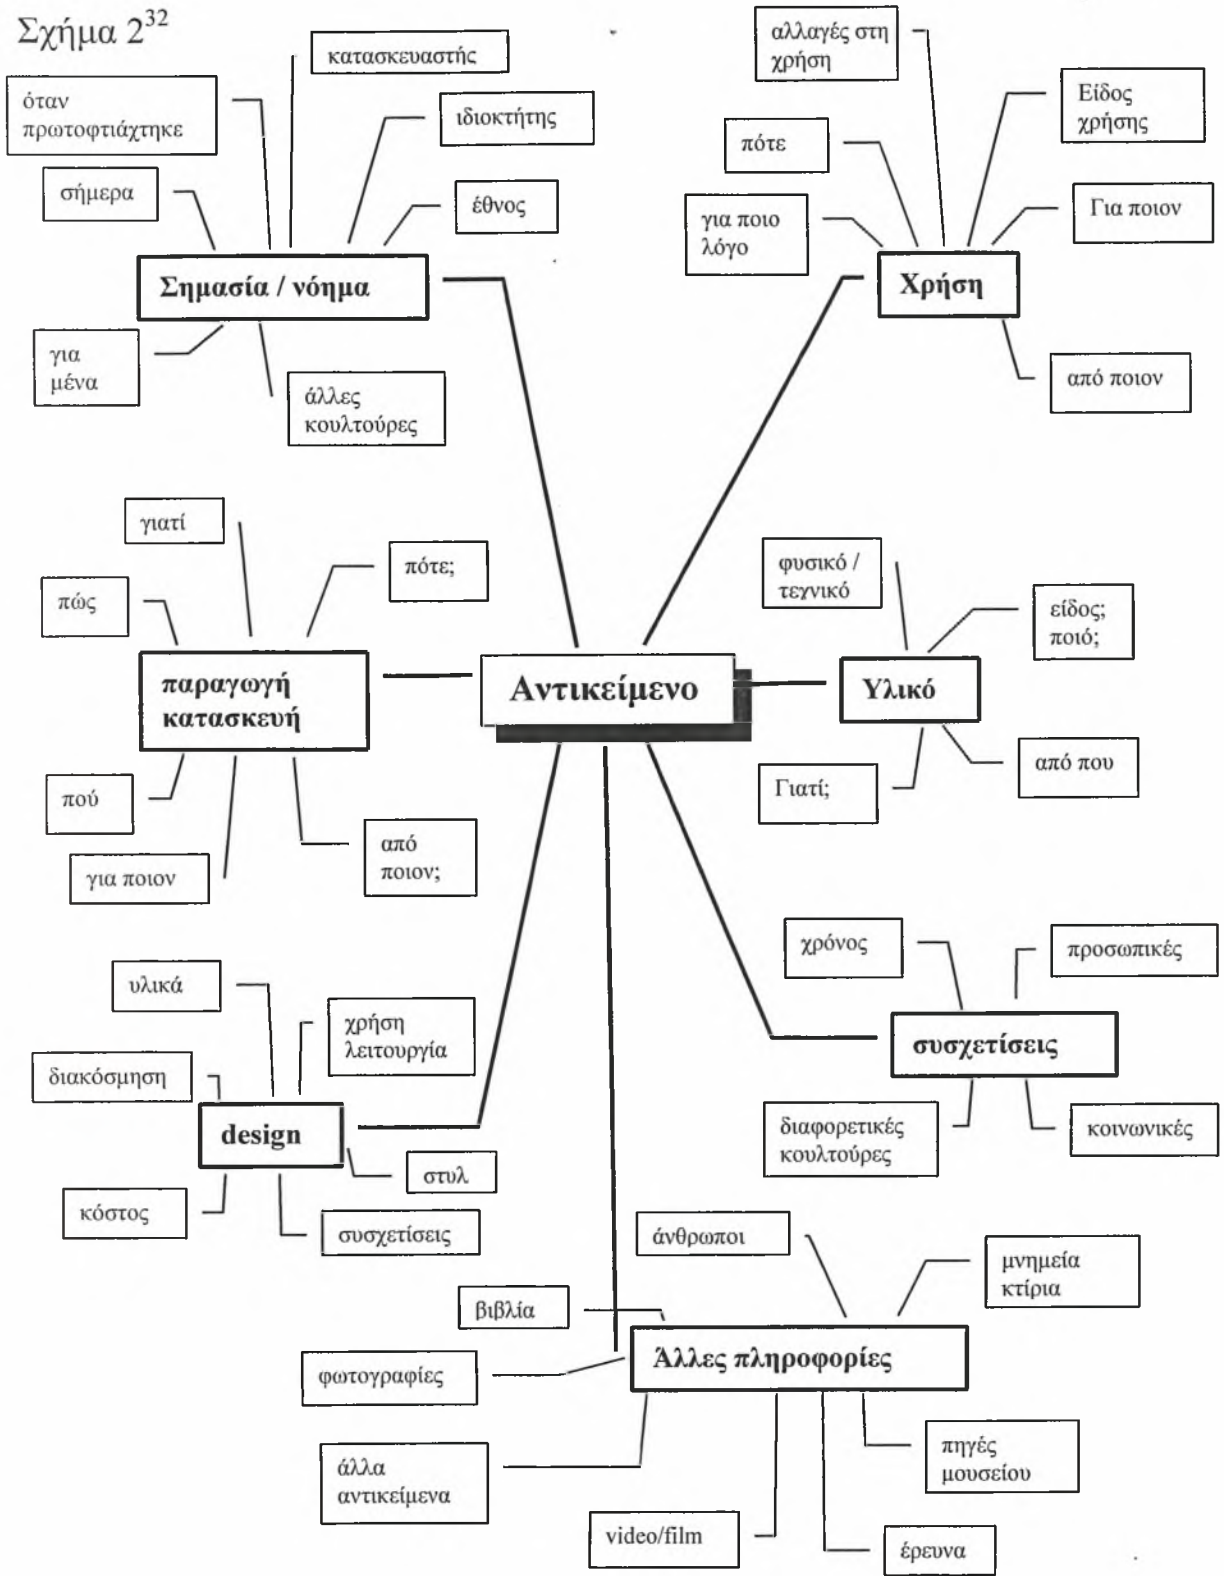 Σχήμα 2³²
κατασκευαστής
όταν
πρωτοφτιάχτηκε
ιδιοκτήτης
σήμερα
έθνος
Σημασία / νόημα
για
μένα
άλλες
κουλτούρες
αλλαγές στη
χρήση
Είδος
χρήσης
πότε
για ποιο
λόγο
Για ποιον
Χρήση
από ποιον
γιατί
πότε;
πώς
παραγωγή
κατασκευή
πού
για ποιον
από
ποιον;
Αντικείμενο
φυσικό /
τεχνικό
είδος;
ποιό;
Υλικό
Γιατί;
από που
υλικά
χρήση
λειτουργία
διακόσμηση
design
στυλ
κόστος
συσχετίσεις
χρόνος
προσωπικές
συσχετίσεις
διαφορετικές
κουλτούρες
κοινωνικές
άνθρωποι
μνημεία
κτίρια
βιβλία
Άλλες πληροφορίες
φωτογραφίες
άλλα
αντικείμενα
πηγές
μουσείου
video/film
έρευνα